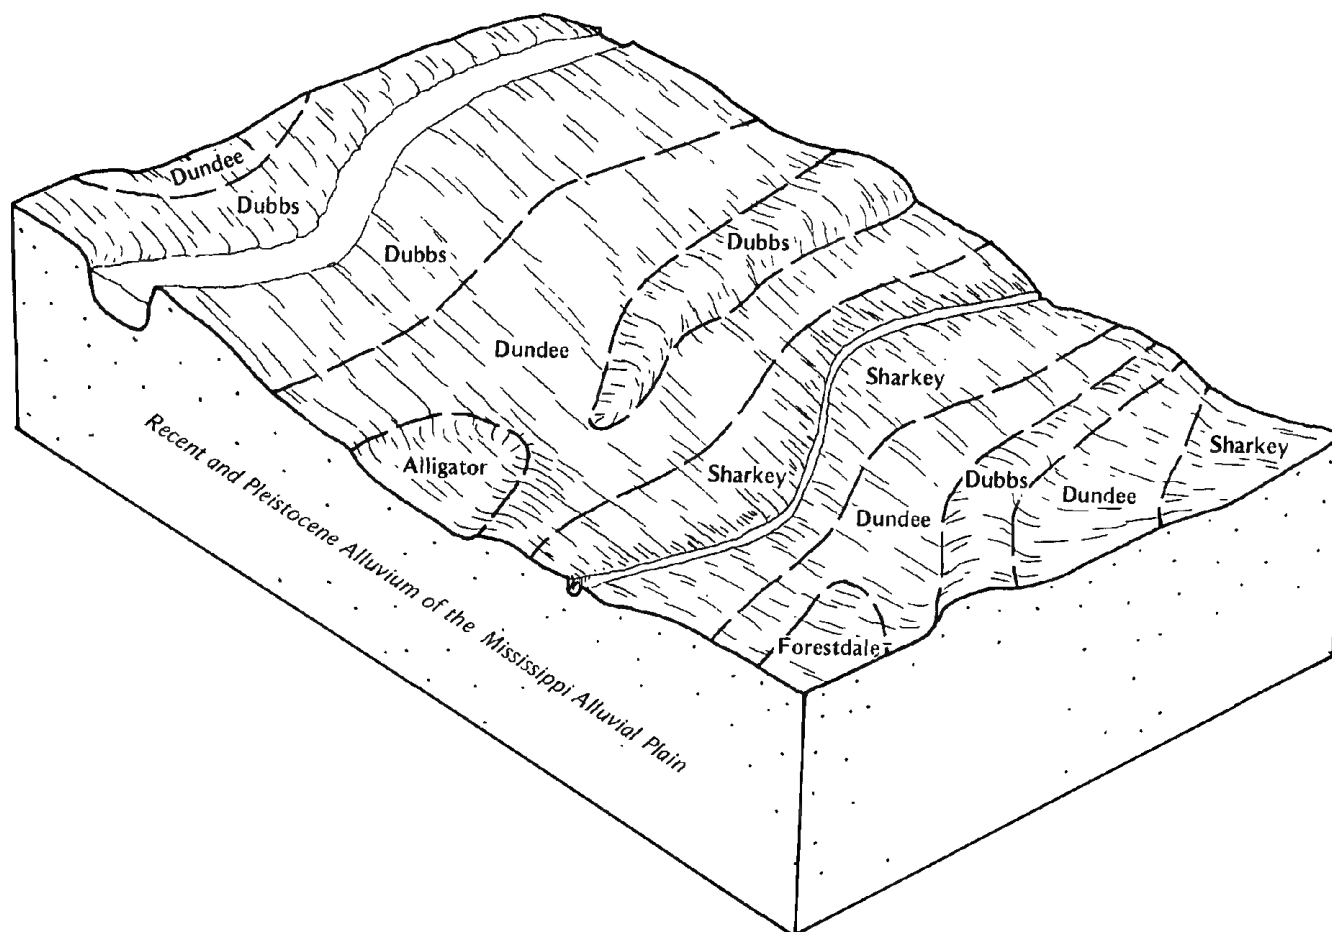 Dundee
Dubbs
Dubbs
Dubbs
Dundee
Sharkey
Alligator
Sharkey
Dubbs
Dundee
Sharkey
Dundee
Forestdale
Recent and Pleistocene Alluvium of the Mississippi Alluvial Plain